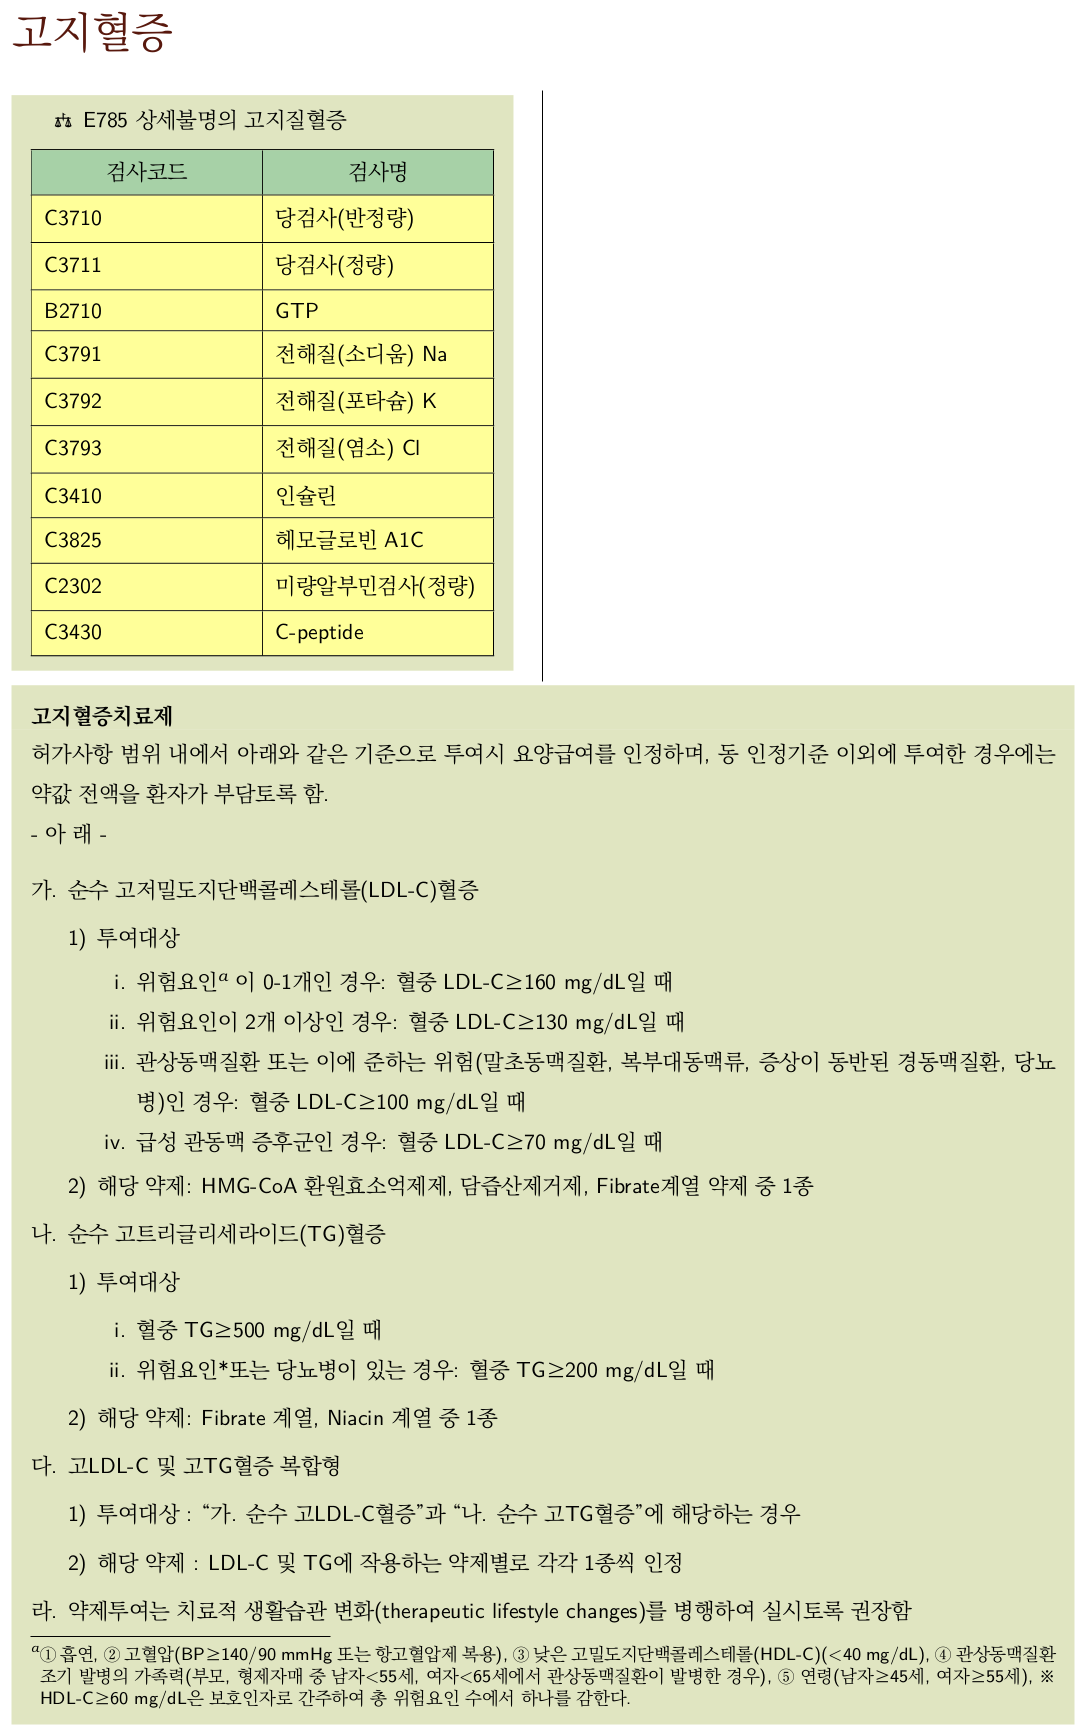 고지혈증
⚖ E785 상세불명의 고지질혈증
검사코드 검사명
C3710 당검사(반정량)
C3711 당검사(정량)
B2710 GTP
C3791 전해질(소디움) Na
C3792 전해질(포타슘) K
C3793 전해질(염소) Cl
C3410 인슐린
C3825 헤모글로빈 A1C
C2302 미량알부민검사(정량)
C3430 C-peptide
고지혈증치료제
허가사항 범위 내에서 아래와 같은 기준으로 투여시 요양급여를 인정하며, 동 인정기준 이외에 투여한 경우에는
약값 전액을 환자가 부담토록 함.
- 아 래 -
가. 순수 고저밀도지단백콜레스테롤(LDL-C)혈증
1) 투여대상
i. 위험요인a 이 0-1개인 경우: 혈중 LDL-C≥160 mg/dL일 때
ii. 위험요인이 2개 이상인 경우: 혈중 LDL-C≥130 mg/dL일 때
iii. 관상동맥질환 또는 이에 준하는 위험(말초동맥질환, 복부대동맥류, 증상이 동반된 경동맥질환, 당뇨
병)인 경우: 혈중 LDL-C≥100 mg/dL일 때
iv. 급성 관동맥 증후군인 경우: 혈중 LDL-C≥70 mg/dL일 때
2) 해당 약제: HMG-CoA 환원효소억제제, 담즙산제거제, Fibrate계열 약제 중 1종
나. 순수 고트리글리세라이드(TG)혈증
1) 투여대상
i. 혈중 TG≥500 mg/dL일 때
ii. 위험요인*또는 당뇨병이 있는 경우: 혈중 TG≥200 mg/dL일 때
2) 해당 약제: Fibrate 계열, Niacin 계열 중 1종
다. 고LDL-C 및 고TG혈증 복합형
1) 투여대상 : “가. 순수 고LDL-C혈증”과 “나. 순수 고TG혈증”에 해당하는 경우
2) 해당 약제 : LDL-C 및 TG에 작용하는 약제별로 각각 1종씩 인정
라. 약제투여는 치료적 생활습관 변화(therapeutic lifestyle changes)를 병행하여 실시토록 권장함
a① 흡연, ② 고혈압(BP≥140/90 mmHg 또는 항고혈압제 복용), ③ 낮은 고밀도지단백콜레스테롤(HDL-C)(<40 mg/dL), ④ 관상동맥질환
조기 발병의 가족력(부모, 형제자매 중 남자<55세, 여자<65세에서 관상동맥질환이 발병한 경우), ⑤ 연령(남자≥45세, 여자≥55세), ※
HDL-C≥60 mg/dL은 보호인자로 간주하여 총 위험요인 수에서 하나를 감한다.